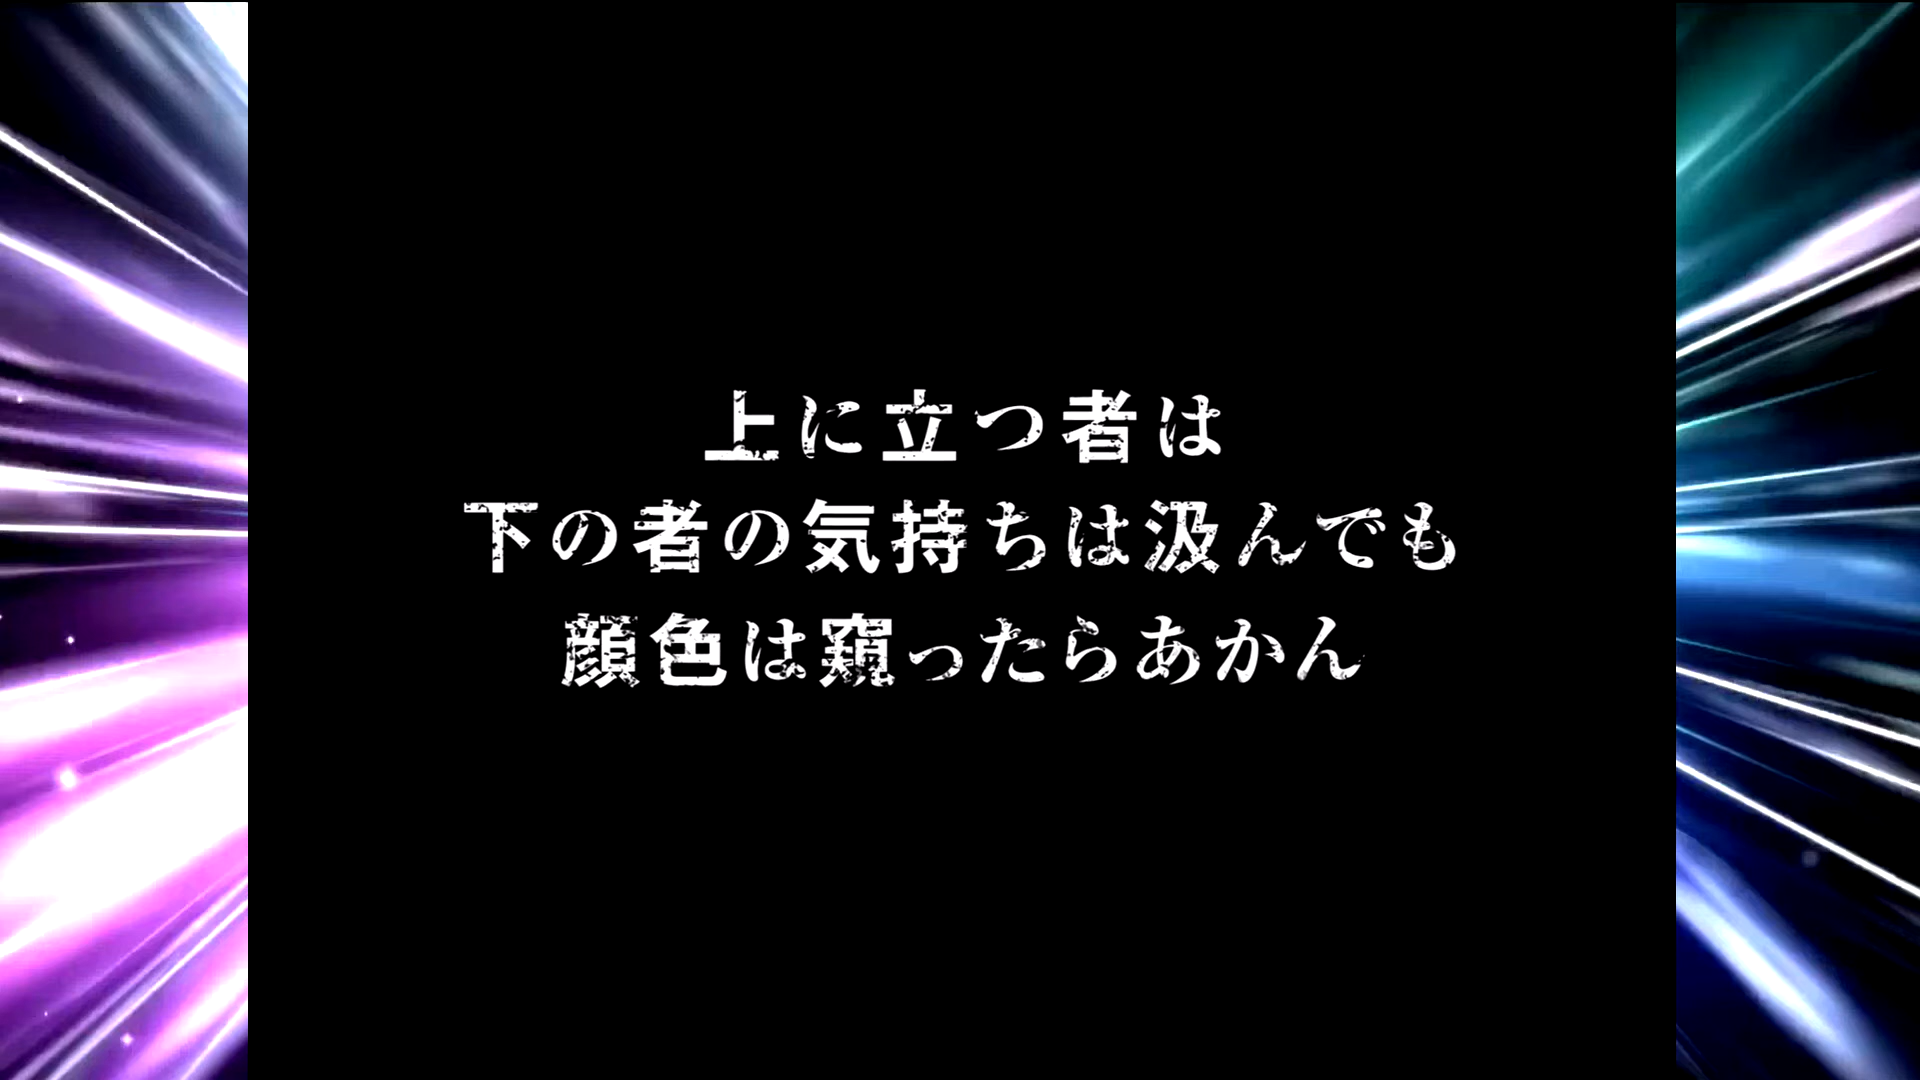 上に立つ者は
下の者の気持ちは汲んでも
顔色は窺ったらあかん